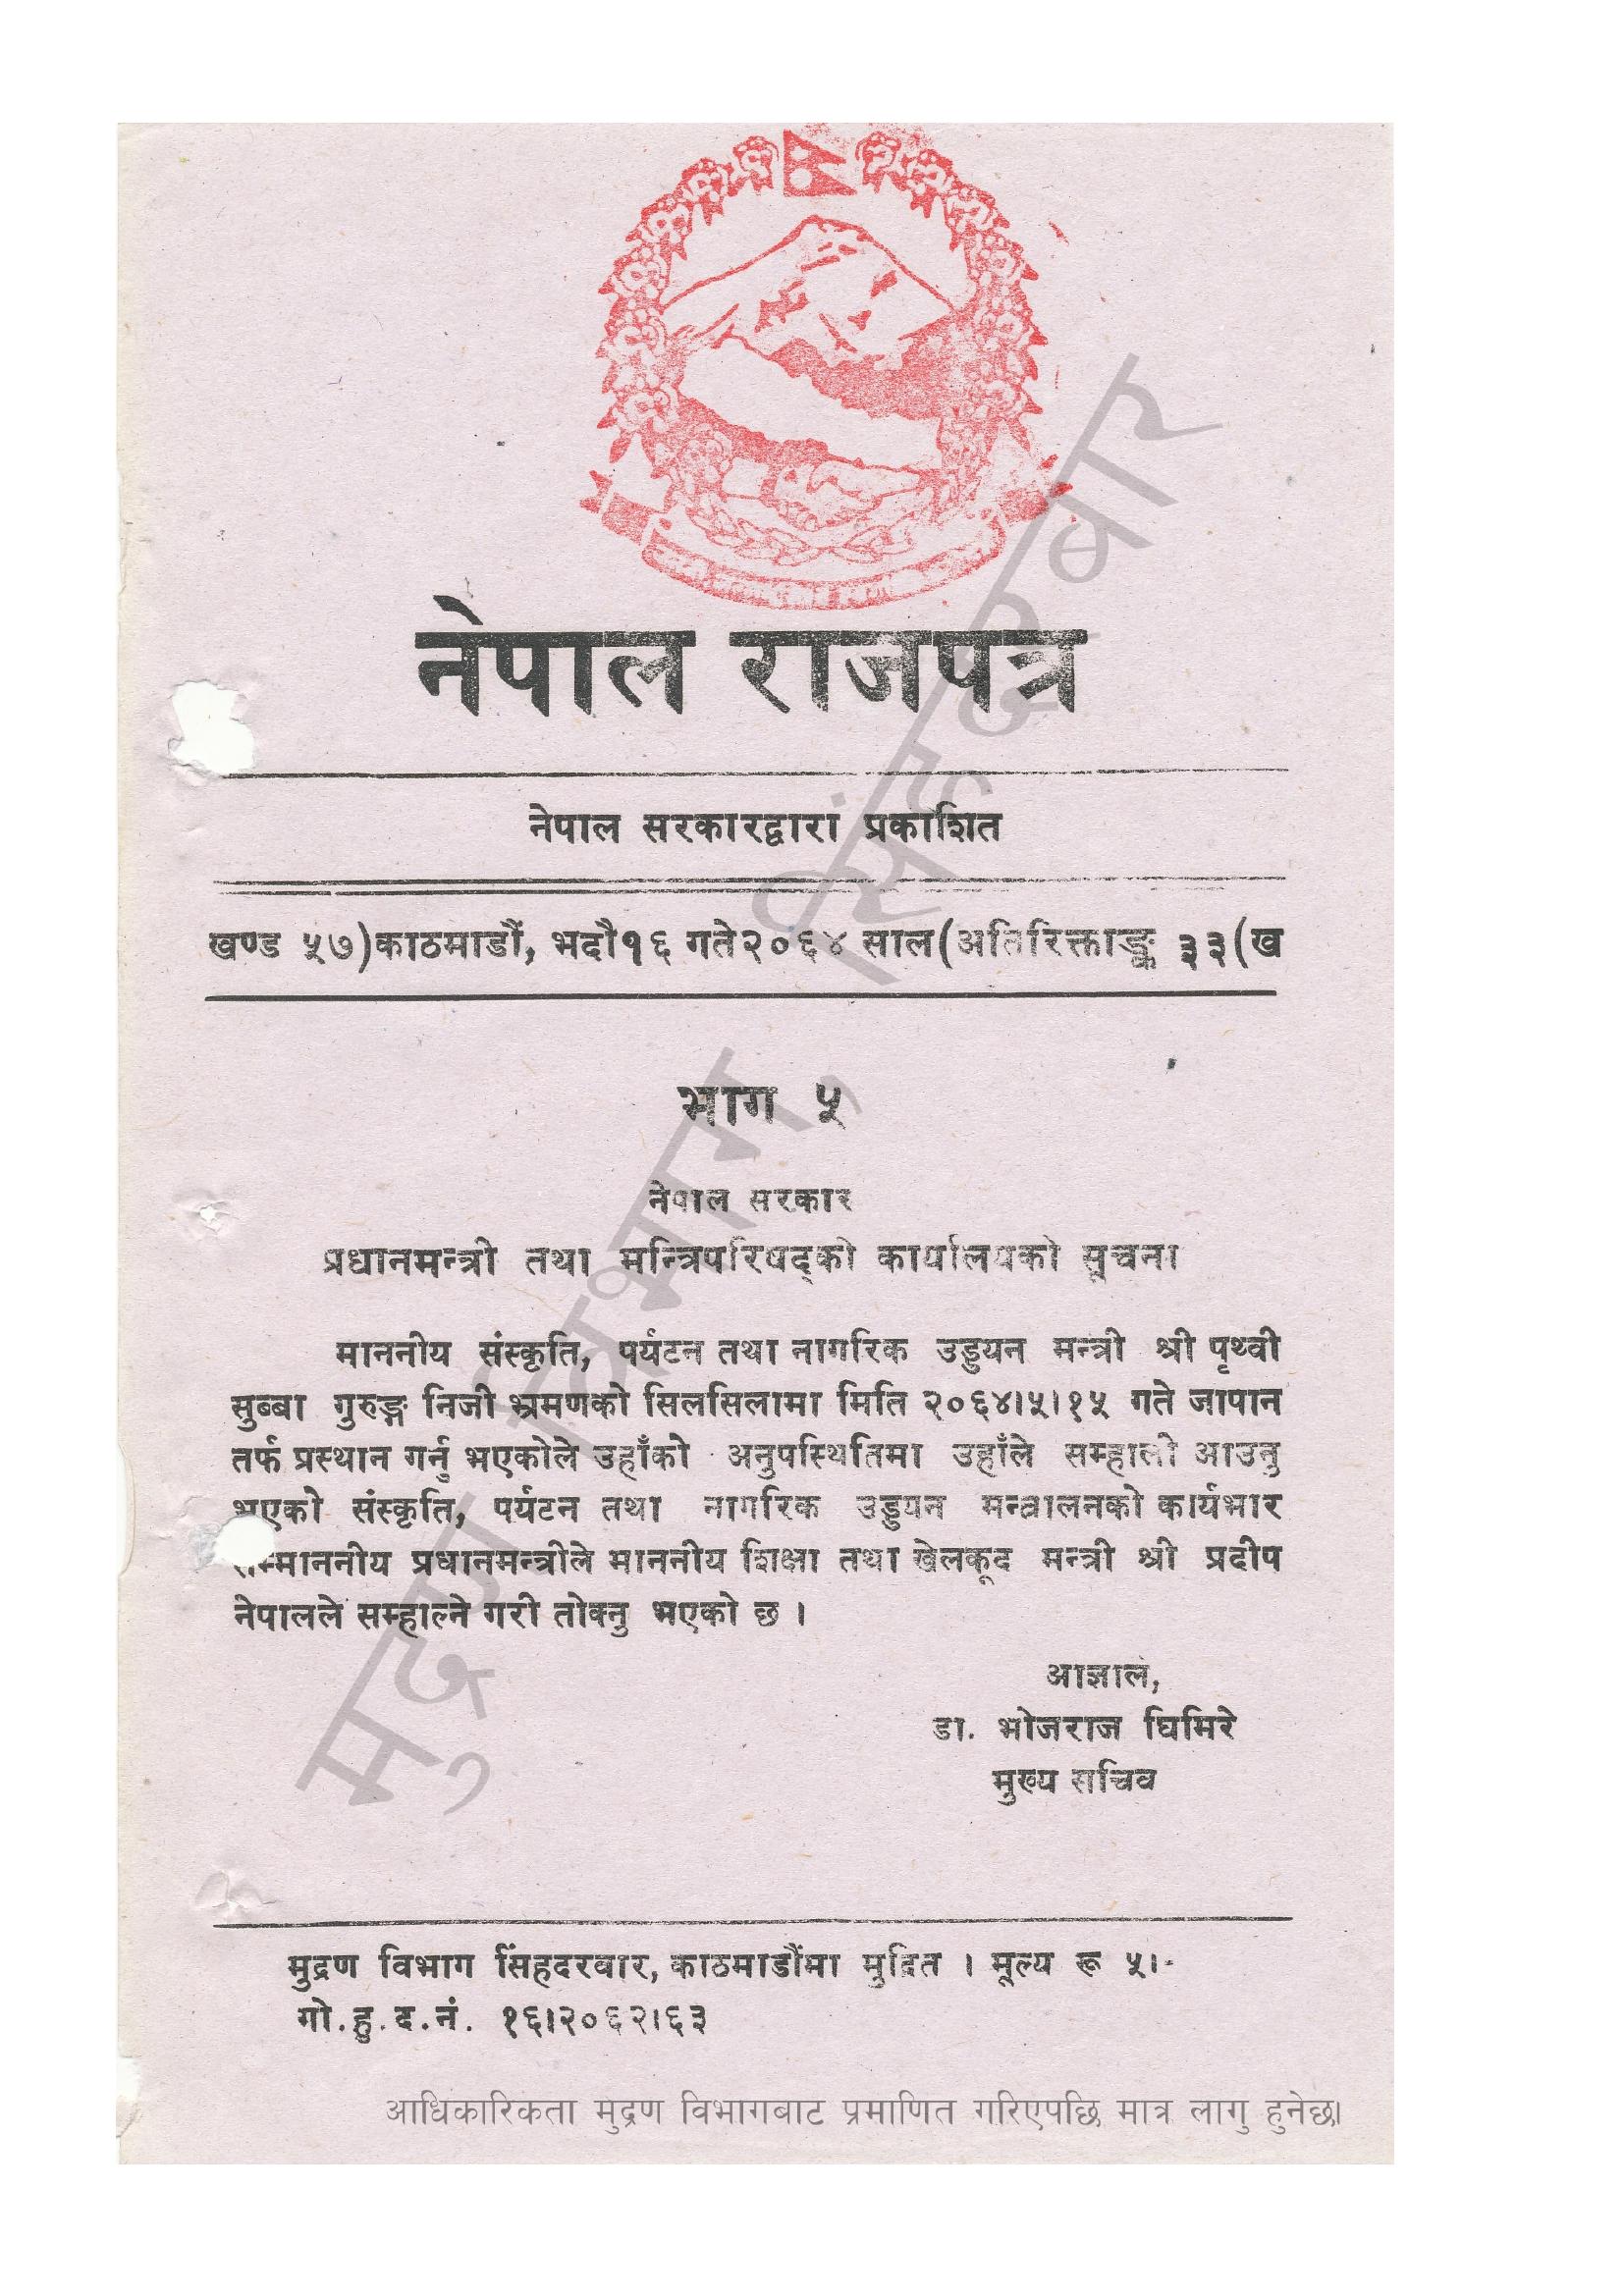 नेपाल राजपत्र
नेपाल सरकारद्वारा प्रकाशित
खण्ड ५७)काठमाडौं, भदौ१६ गते२०६४ साल(अतिरिक्ताङ्क ३३(ख
भाग ५
नेपाल सरकार
प्रधानमन्त्री तथा मन्त्रिपरिषद्को कार्यालयको सूचना
माननीय संस्कृति, पर्यटन तथा नागरिक उड्डयन मन्त्री श्री पृथ्वी
सुब्बा गुरुङ्ग निजी भ्रमणको सिलसिलामा मिति २०६४।५।१५ गते जापान
तर्फ प्रस्थान गर्नु भएकोले उहाँको अनुपस्थितिमा उहाँले सम्हाली आउनु
भएको संस्कृति, पर्यटन तथा नागरिक उड्डयन मन्त्रालनको कार्यभार
सम्माननीय प्रधानमन्त्रीले माननीय शिक्षा तथा खेलकूद मन्त्री श्री प्रदीप
नेपालले सम्हाल्ने गरी तोक्नु भएको छ ।
आज्ञाले,
डा. भोजराज घिमिरे
मुख्य सचिव
मुद्रण विभाग सिंहदरवार, काठमाडौंमा मुद्रित । मूल्य रू ५।-
गो.हु.द.नं. १६।२०६२।६३
मुद्रण विभाग, सिंहदरवार
आधिकारिकता मुद्रण विभागबाट प्रमाणित गरिएपछि मात्र लागु हुनेछ।